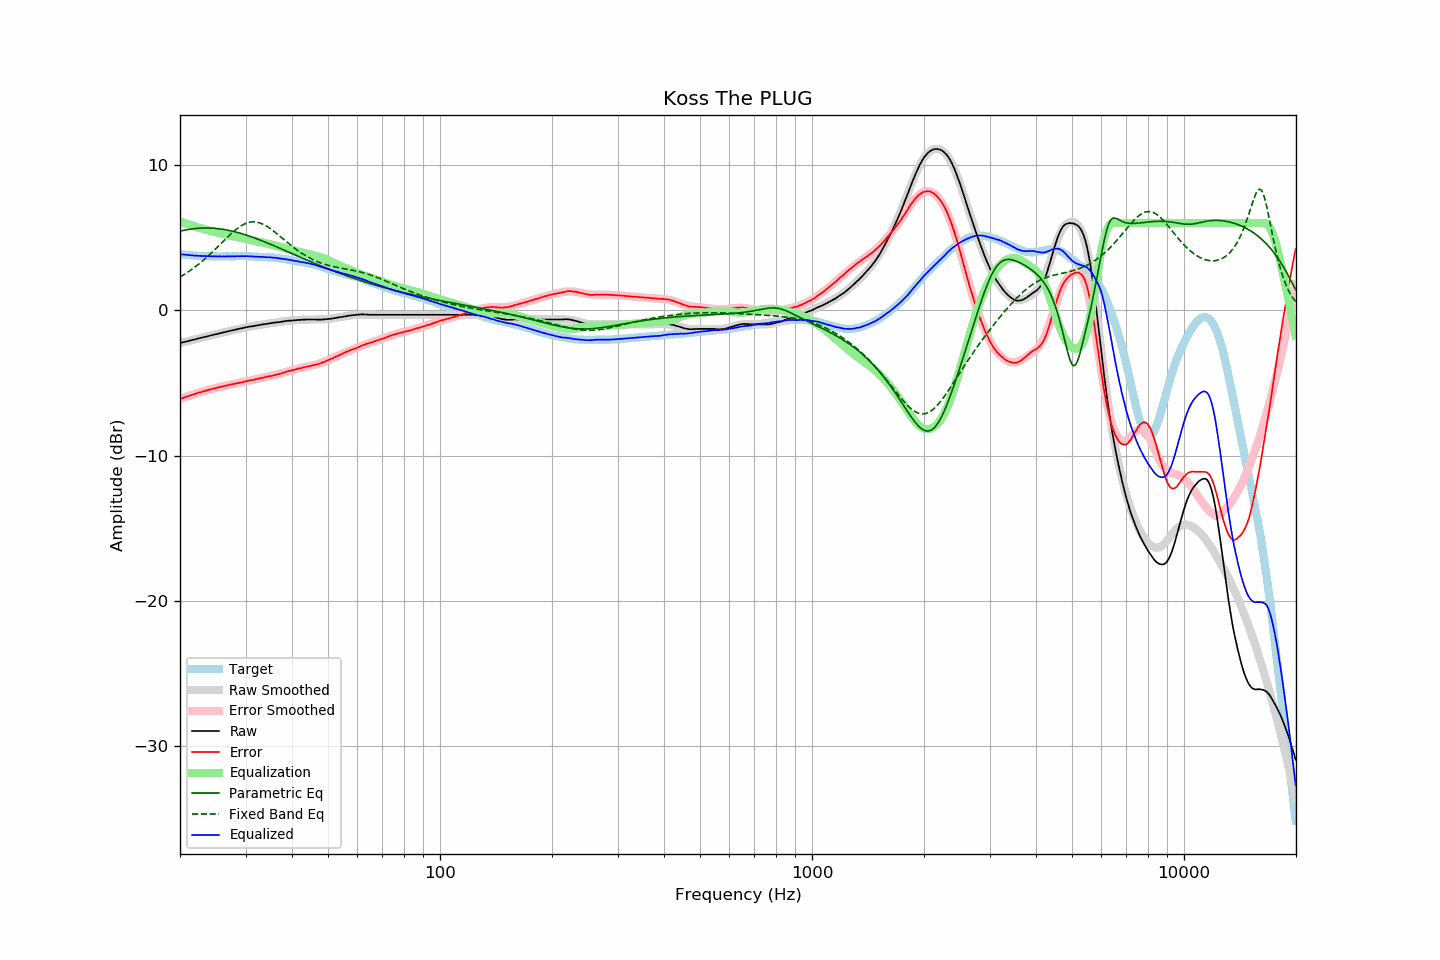 Koss The PLUG
10
0
−10
−20
−30
Amplitude (dBr)
Target
Raw Smoothed
Error Smoothed
Raw
Error
Equalization
Parametric Eq
Fixed Band Eq
Equalized
100
1000
10000
Frequency (Hz)